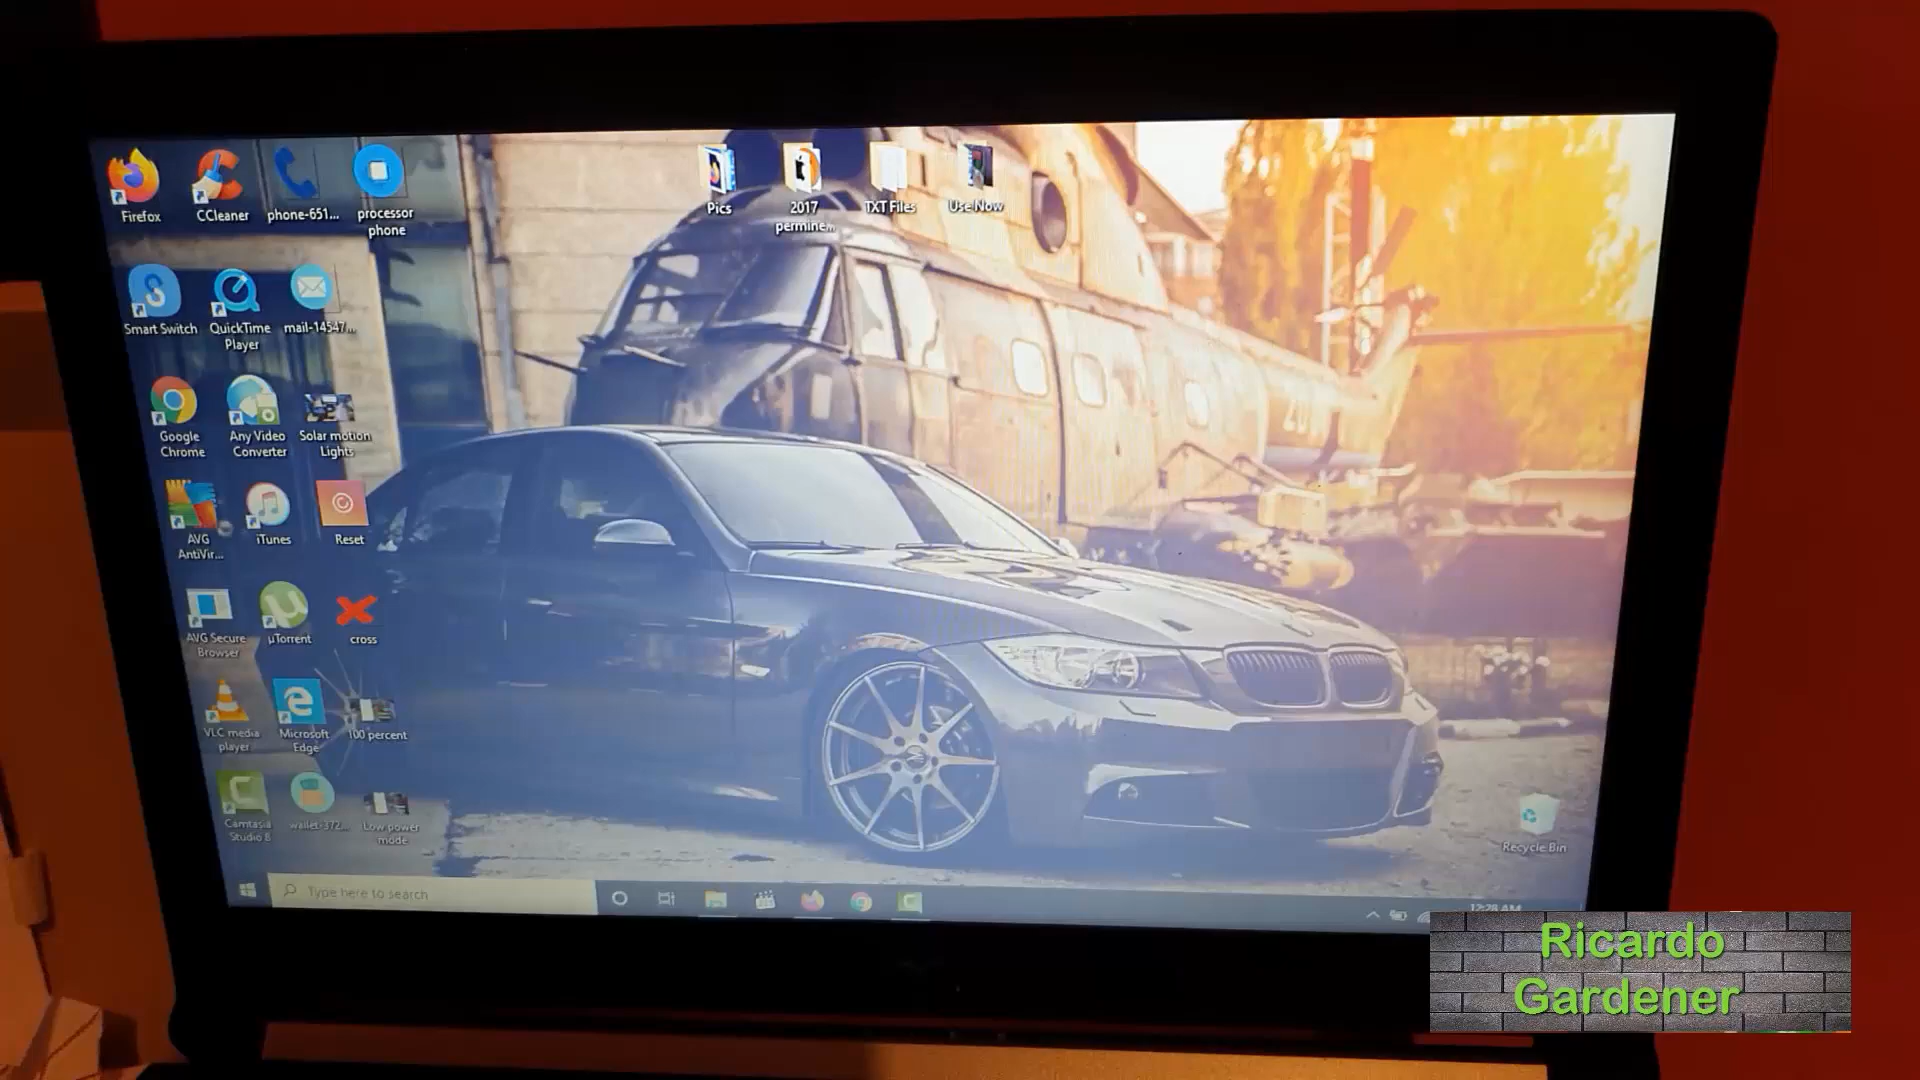 Firefox
CCleaner
phone-651...
processor
phone
Pics
2017
permine...
TXT Files
Use Now
Smart Switch
QuickTime
Player
mail-14547...
Google
Chrome
Any Video
Converter
Solar motion
Lights
AVG
AntiVir...
iTunes
Reset
AVG Secure
Browser
µTorrent
cross
VLC media
player
Microsoft
Edge
100 percent
Camtasia
Studio 8
wallet-372...
Low power
mode
Recycle Bin
Type here to search
12:28 AM
Ricardo
Gardener